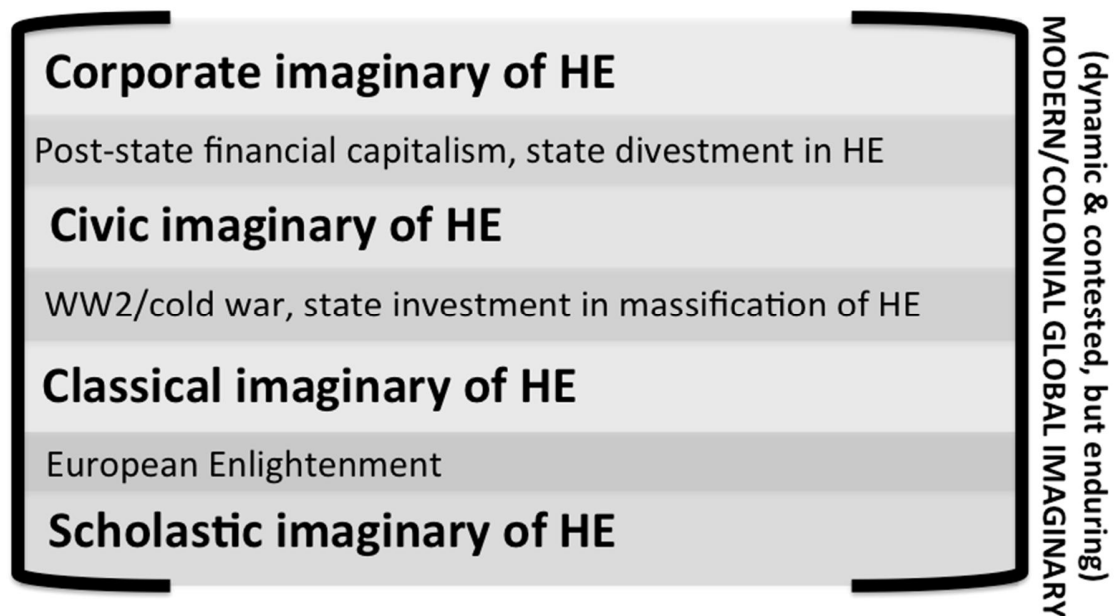 Corporate imaginary of HE
Post-state financial capitalism, state divestment in HE
Civic imaginary of HE
WW2/cold war, state investment in massification of HE
Classical imaginary of HE
European Enlightenment
Scholastic imaginary of HE
(dynamic & contested, but enduring)
MODERN/COLONIAL GLOBAL IMAGINARY